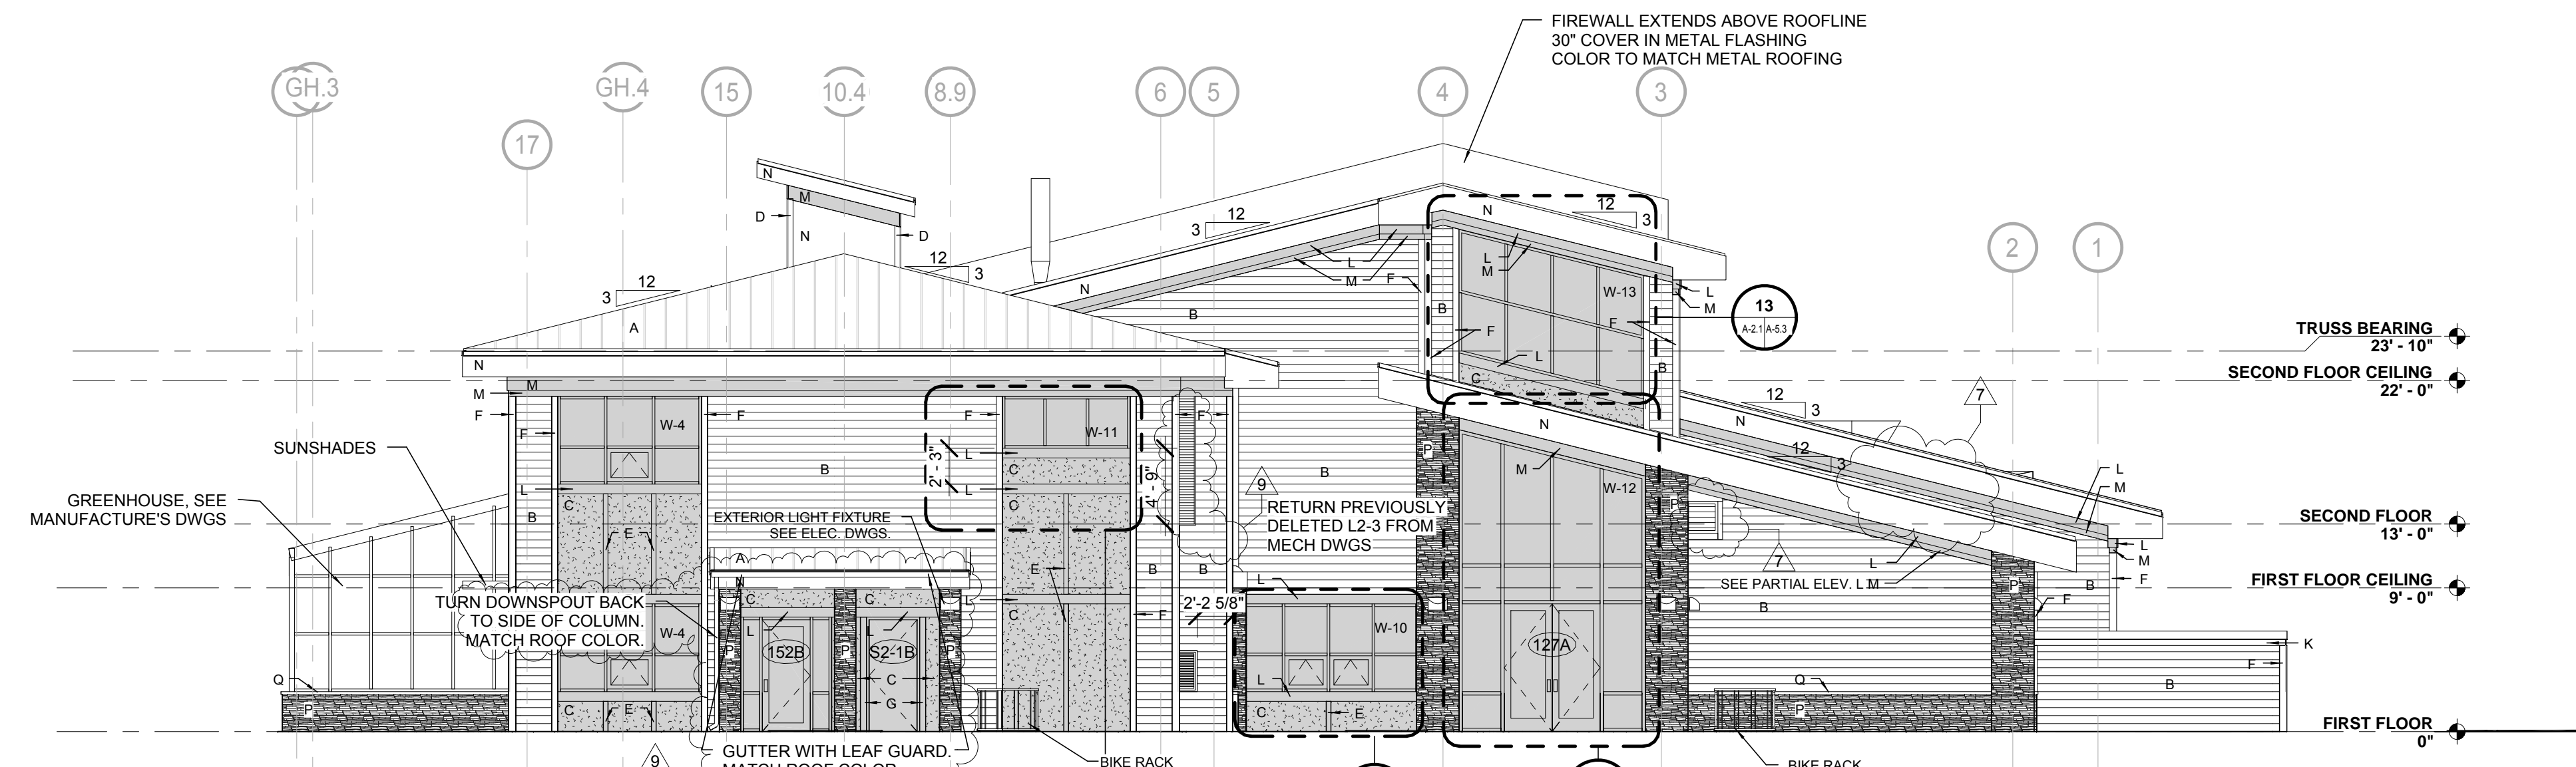 FIREWALL EXTENDS ABOVE ROOFLINE
30" COVER IN METAL FLASHING
COLOR TO MATCH METAL ROOFING
GH.3
GH.4
15
10.4
8.9
6
5
4
3
17
2
1
N
M
D
N
D
12
3
12
3
12
3
12
3
N
L
M
F
N
B
B
L
M
W-13
F
F
L
C
B
L
M
13
A-2.1 A-5.3
TRUSS BEARING
23' - 10"
SECOND FLOOR CEILING
22' - 0"
A
N
M
M
F
F
F
W-4
F
W-11
F
L
C
L
C
2' - 3"
4' - 9"
B
B
12
3
7
N
12
3
N
M
W-12
P
P
L
M
L
M
F
SUNSHADES
GREENHOUSE, SEE
MANUFACTURE'S DWGS
L
C
B
E
EXTERIOR LIGHT FIXTURE
SEE ELEC. DWGS.
9
RETURN PREVIOUSLY
DELETED L2-3 FROM
MECH DWGS
SECOND FLOOR
13' - 0"
7
L
SEE PARTIAL ELEV. L M
B
P
B
F
FIRST FLOOR CEILING
9' - 0"
A
N
E
B
B
L
TURN DOWNSPOUT BACK
TO SIDE OF COLUMN.
MATCH ROOF COLOR.
W-4
C
C
L
L
L
C
F
2'-2 5/8"
W-10
152B
S2-1B
P
P
P
127A
C
G
L
C
E
K
F
B
Q
P
C
E
Q
P
FIRST FLOOR
0"
9
GUTTER WITH LEAF GUARD.
MATCH ROOF COLOR
BIKE RACK
BIKE RACK